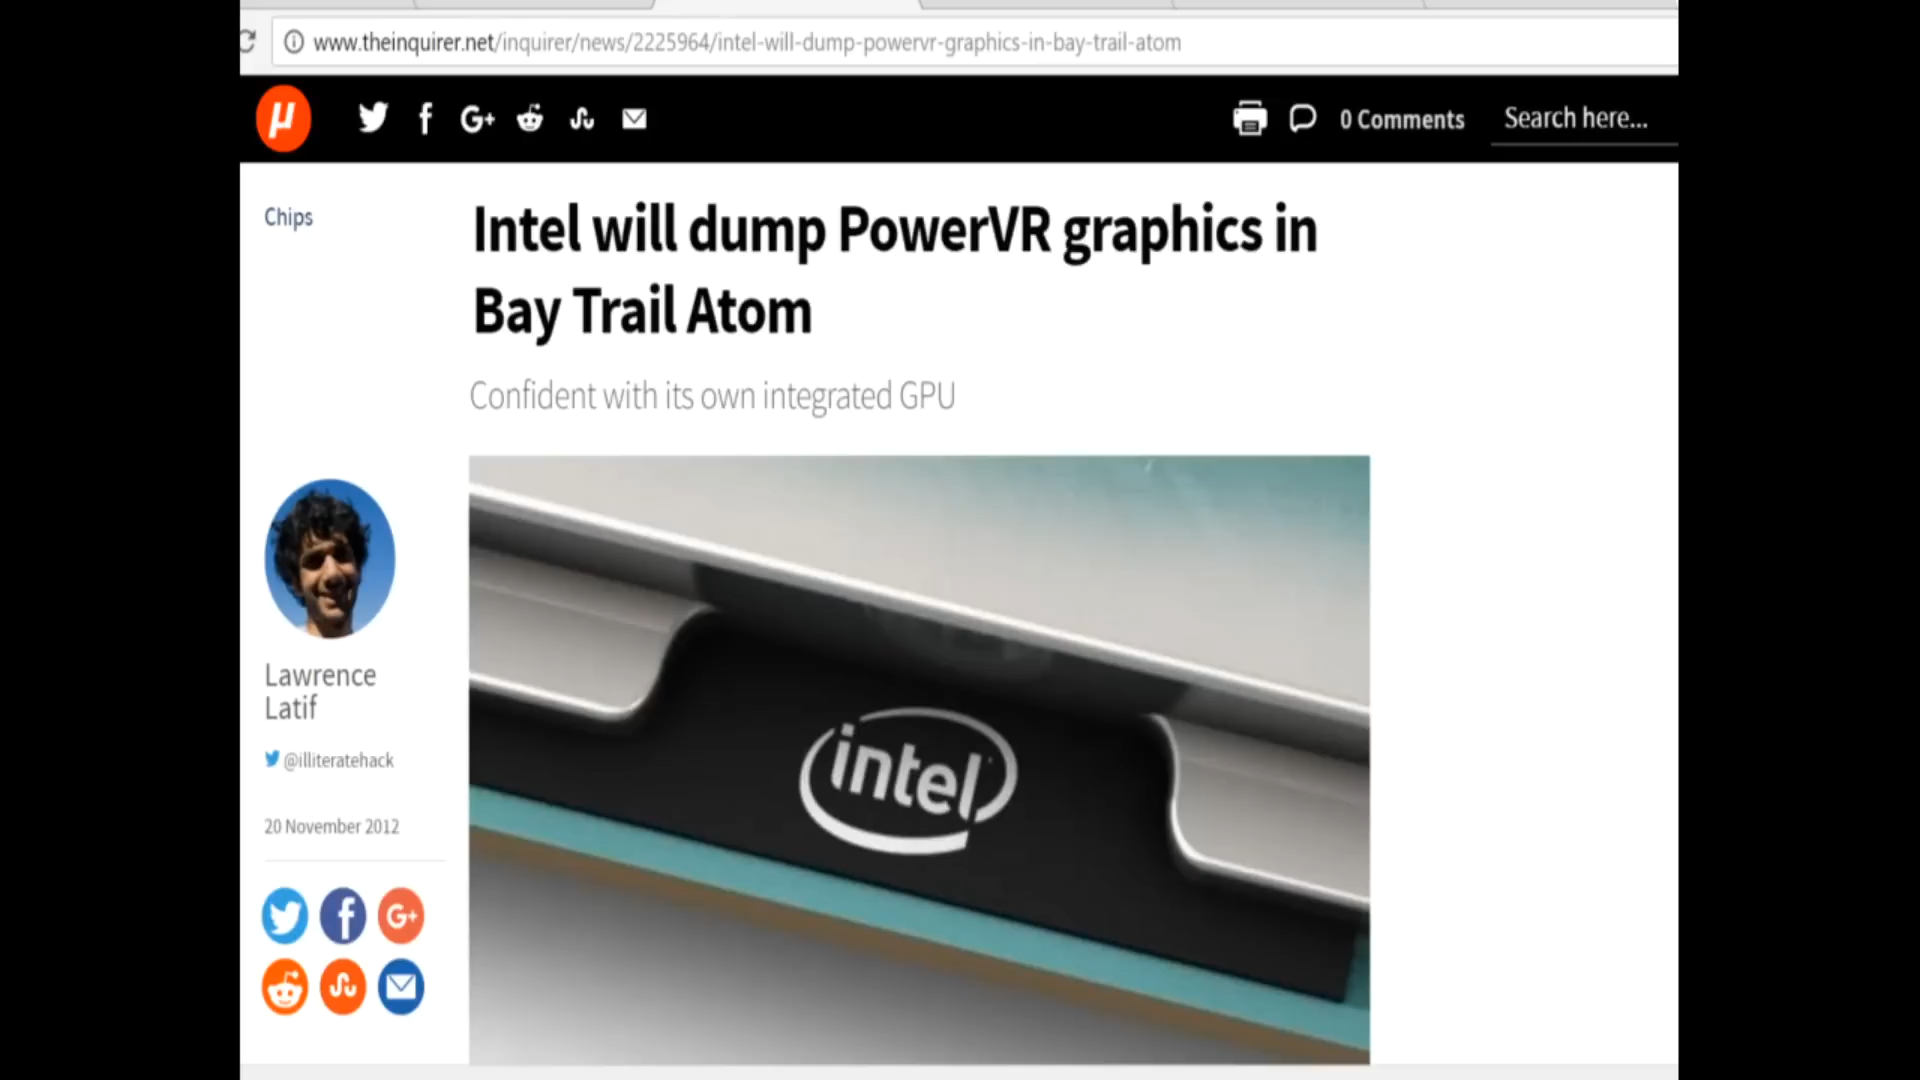 www.theinquirer.net/inquirer/news/2225964/intel-will-dump-powervr-graphics-in-bay-trail-atom
µ
G+
0 Comments
Search here...
Chips
Intel will dump PowerVR graphics in
Bay Trail Atom
Confident with its own integrated GPU
intel
Lawrence
Latif
@illiteratehack
20 November 2012
G+